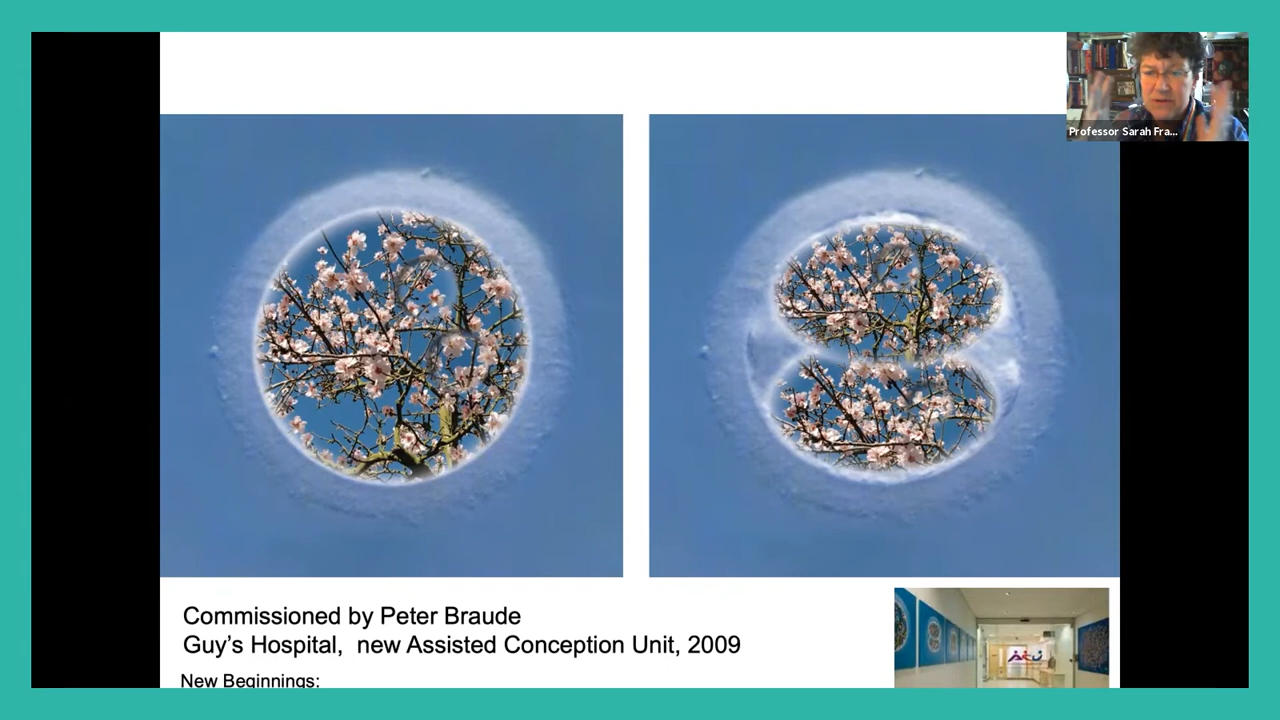 Professor Sarah Fra...
Commissioned by Peter Braude
Guy's Hospital, new Assisted Conception Unit, 2009
New Beginnings: